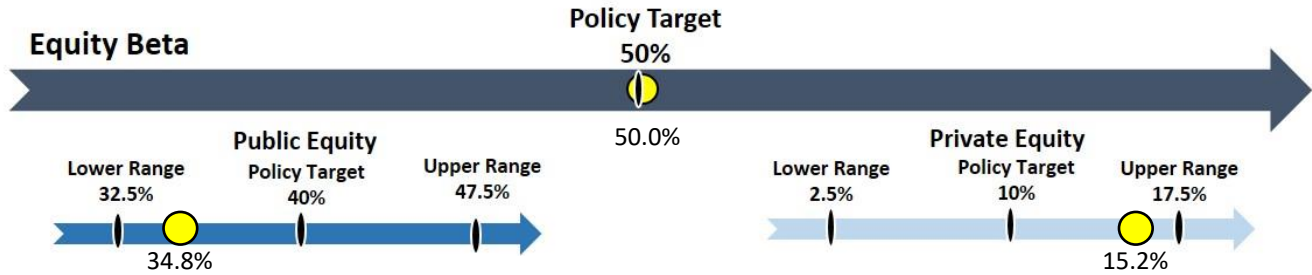 Policy Target
50%
Equity Beta
50.0%
Public Equity
Lower Range
Policy Target
Upper Range
32.5%
40%
47.5%
34.8%
Private Equity
Lower Range
Policy Target
Upper Range
2.5%
10%
17.5%
15.2%